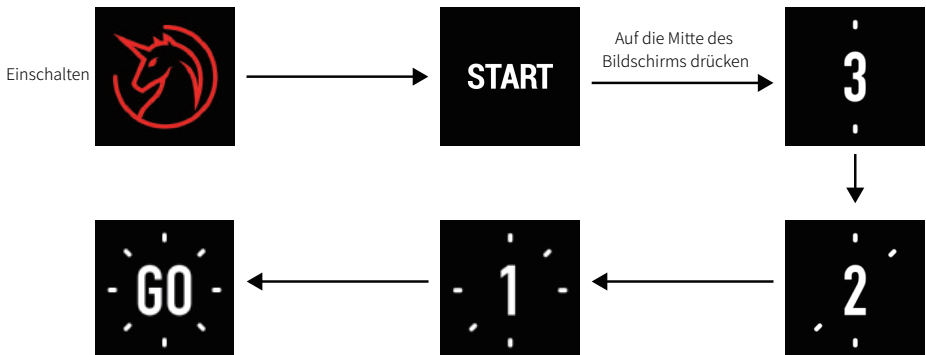 Einschalten
START
Auf die Mitte des
Bildschirms drücken
3
2
1
GO